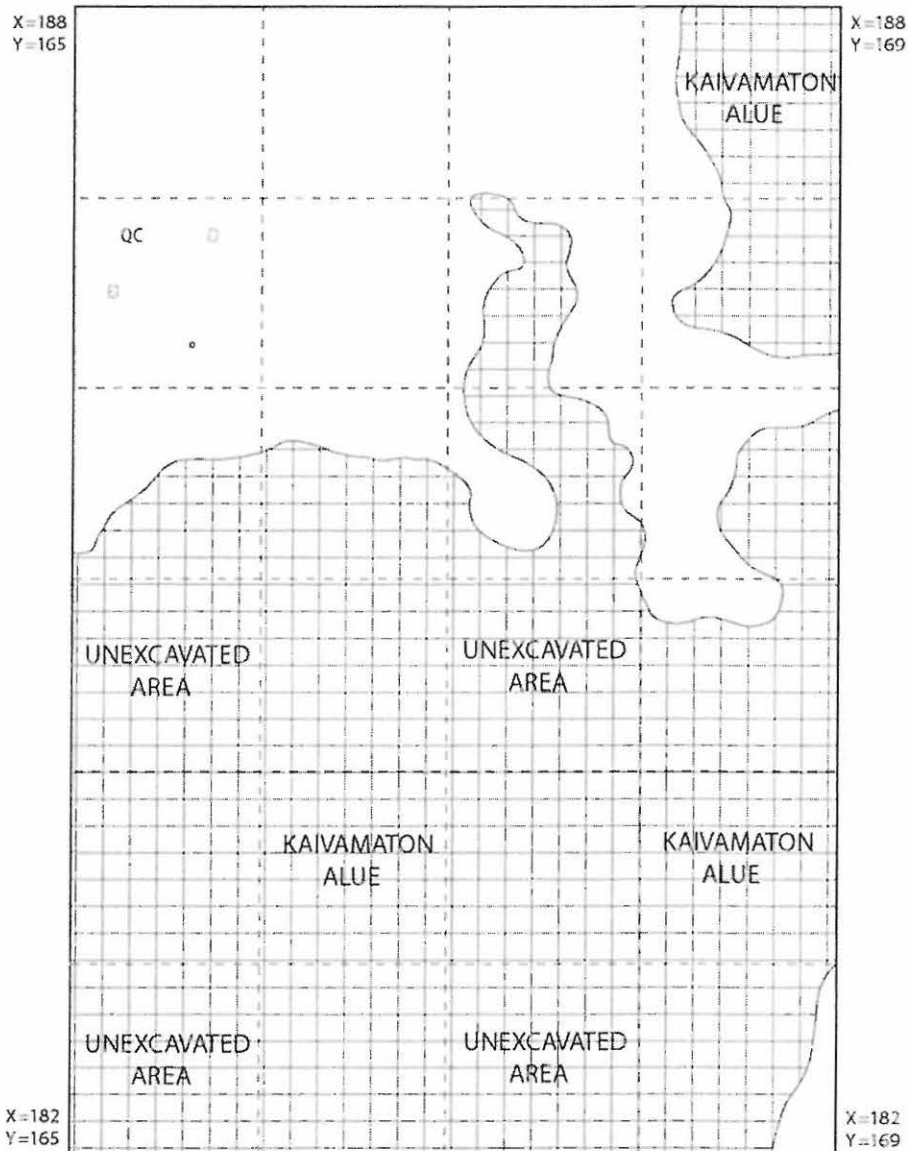 X=188
Y=165
X=188
Y=169
KAIVAMATON
ALUE
QC
UNEXCAVATED
AREA
UNEXCAVATED
AREA
KAIVAMATON
ALUE
KAIVAMATON
ALUE
UNEXCAVATED
AREA
UNEXCAVATED
AREA
X=182
Y=165
X=182
Y=169